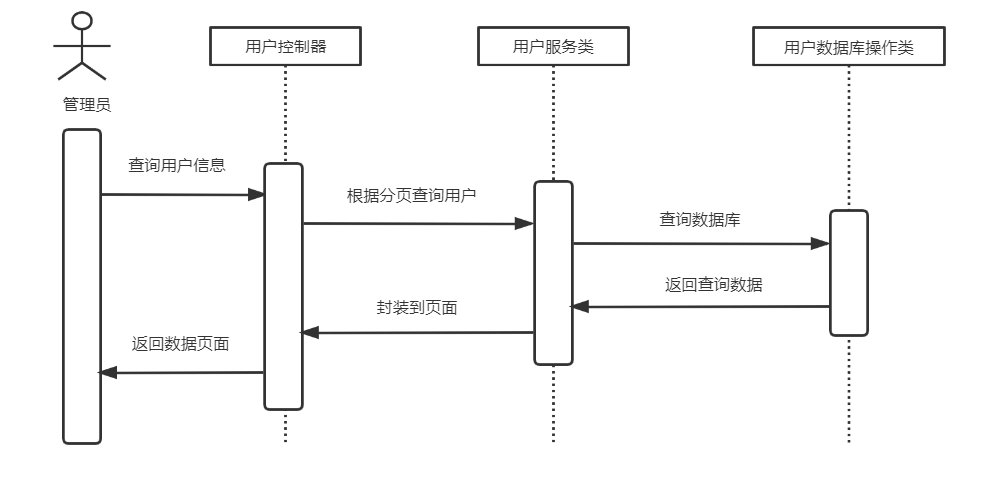 用户控制器
用户服务类
用户数据库操作类
管理员
查询用户信息
根据分页查询用户
查询数据库
返回查询数据
封装到页面
返回数据页面